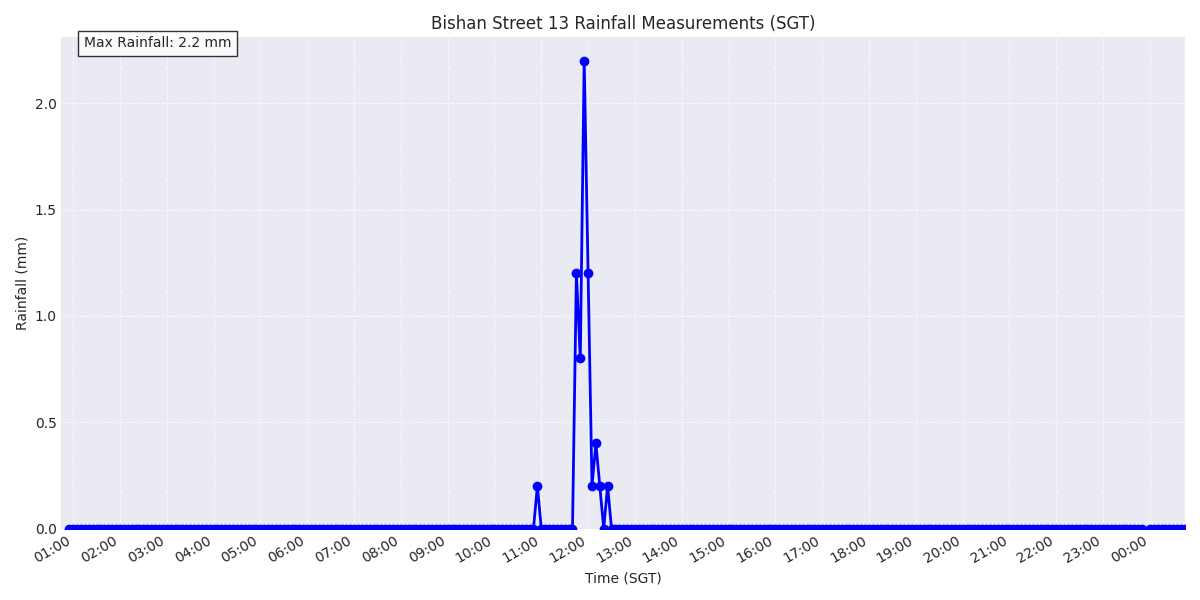 Bishan Street 13 Rainfall Measurements (SGT)
Max Rainfall: 2.2 mm
2.0
1.5
1.0
0.5
0.0
Rainfall (mm)
01:00 02:00 03:00 04:00 05:00 06:00 07:00 08:00 09:00 10:00 11:00 12:00 13:00 14:00 15:00 16:00 17:00 18:00 19:00 20:00 21:00 22:00 23:00 00:00
Time (SGT)